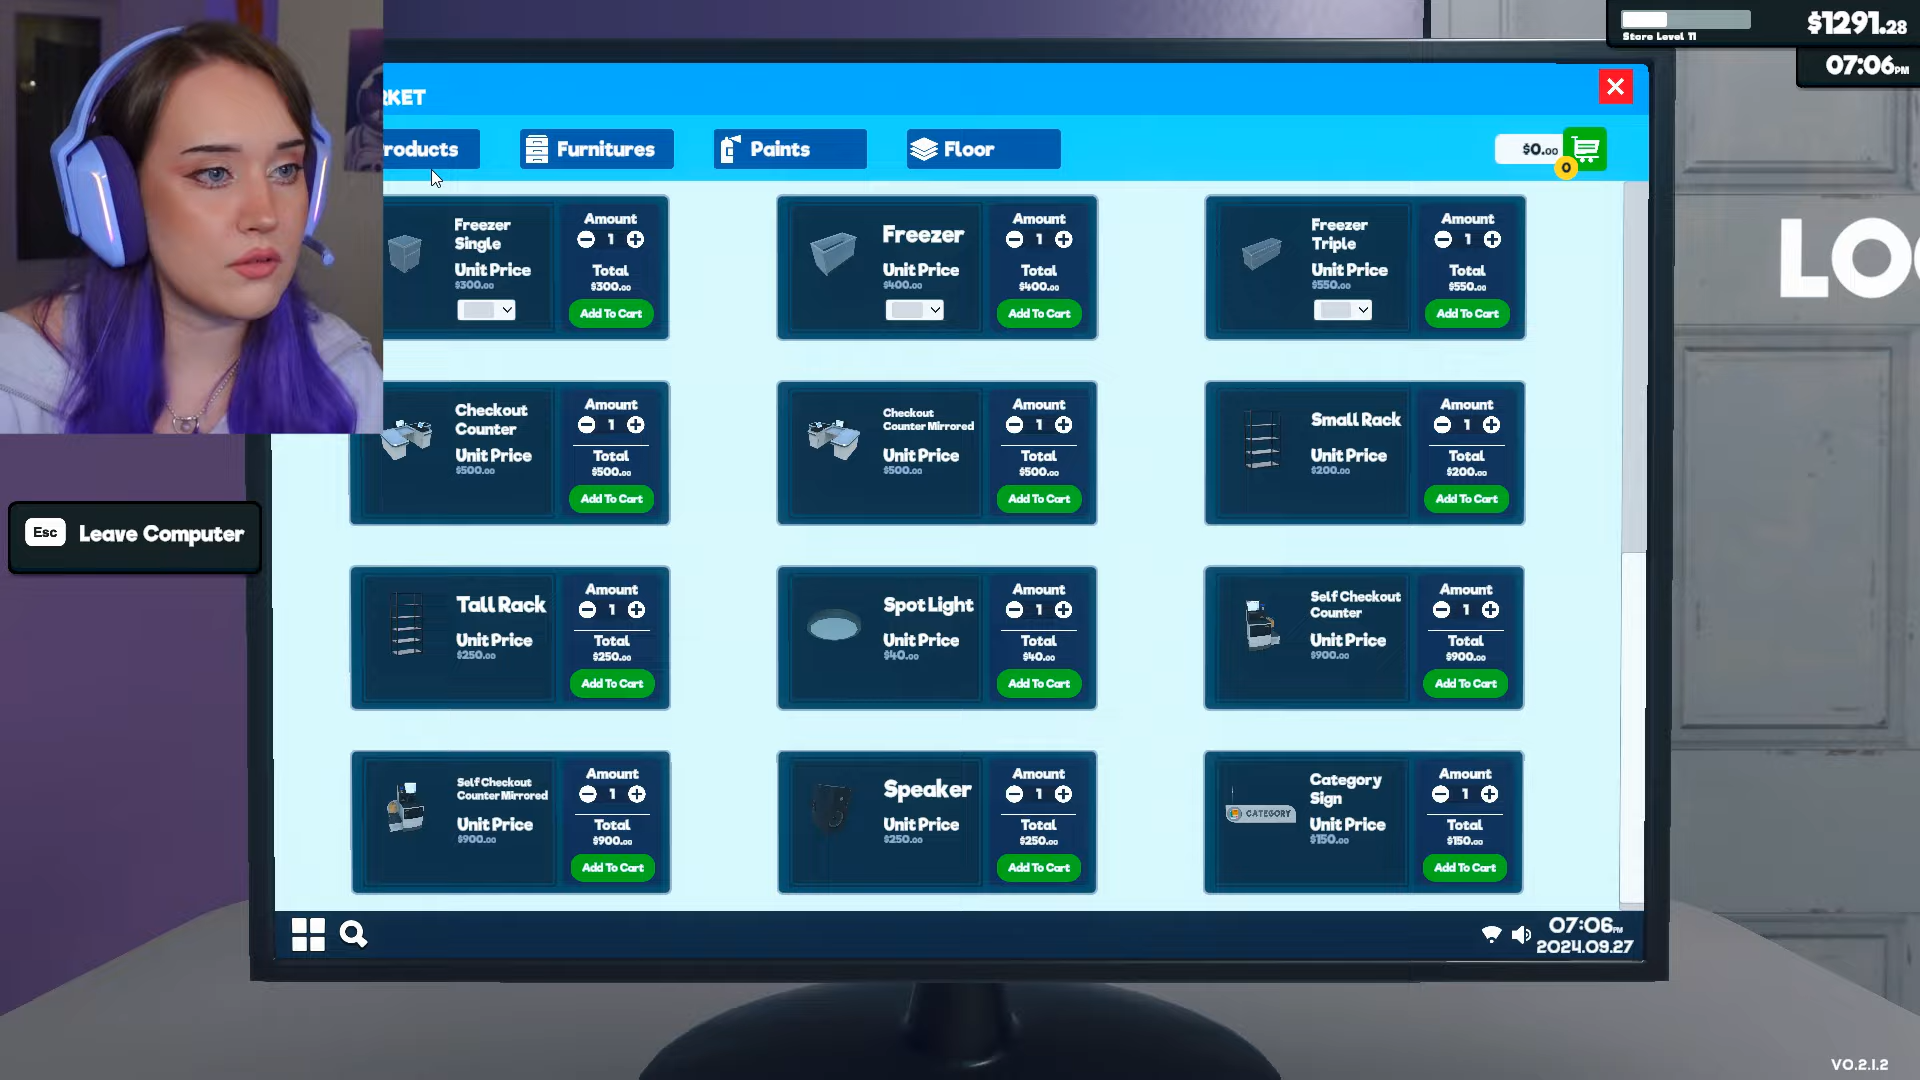 Store Level 11
$1291.28
07:06PM
RKET
roducts
Furnitures
Paints
Floor
$0.00
0
Freezer
Single
Unit Price
$300.00
Amount
1
Total
$300.00
Add To Cart
Freezer
Unit Price
$400.00
Amount
1
Total
$400.00
Add To Cart
Freezer
Triple
Unit Price
$550.00
Amount
1
Total
$550.00
Add To Cart
LO
Checkout
Counter
Unit Price
$500.00
Amount
1
Total
$500.00
Add To Cart
Checkout
Counter Mirrored
Unit Price
$500.00
Amount
1
Total
$500.00
Add To Cart
Small Rack
Unit Price
$200.00
Amount
1
Total
$200.00
Add To Cart
Esc Leave Computer
Tall Rack
Unit Price
$250.00
Amount
1
Total
$250.00
Add To Cart
Spot Light
Unit Price
$40.00
Amount
1
Total
$40.00
Add To Cart
Self Checkout
Counter
Unit Price
$900.00
Amount
1
Total
$900.00
Add To Cart
Self Checkout
Counter Mirrored
Unit Price
$900.00
Amount
1
Total
$900.00
Add To Cart
Speaker
Unit Price
$250.00
Amount
1
Total
$250.00
Add To Cart
CATEGORY
Category
Sign
Unit Price
$150.00
Amount
1
Total
$150.00
Add To Cart
07:06PM
2024.09.27
V0.2.1.2